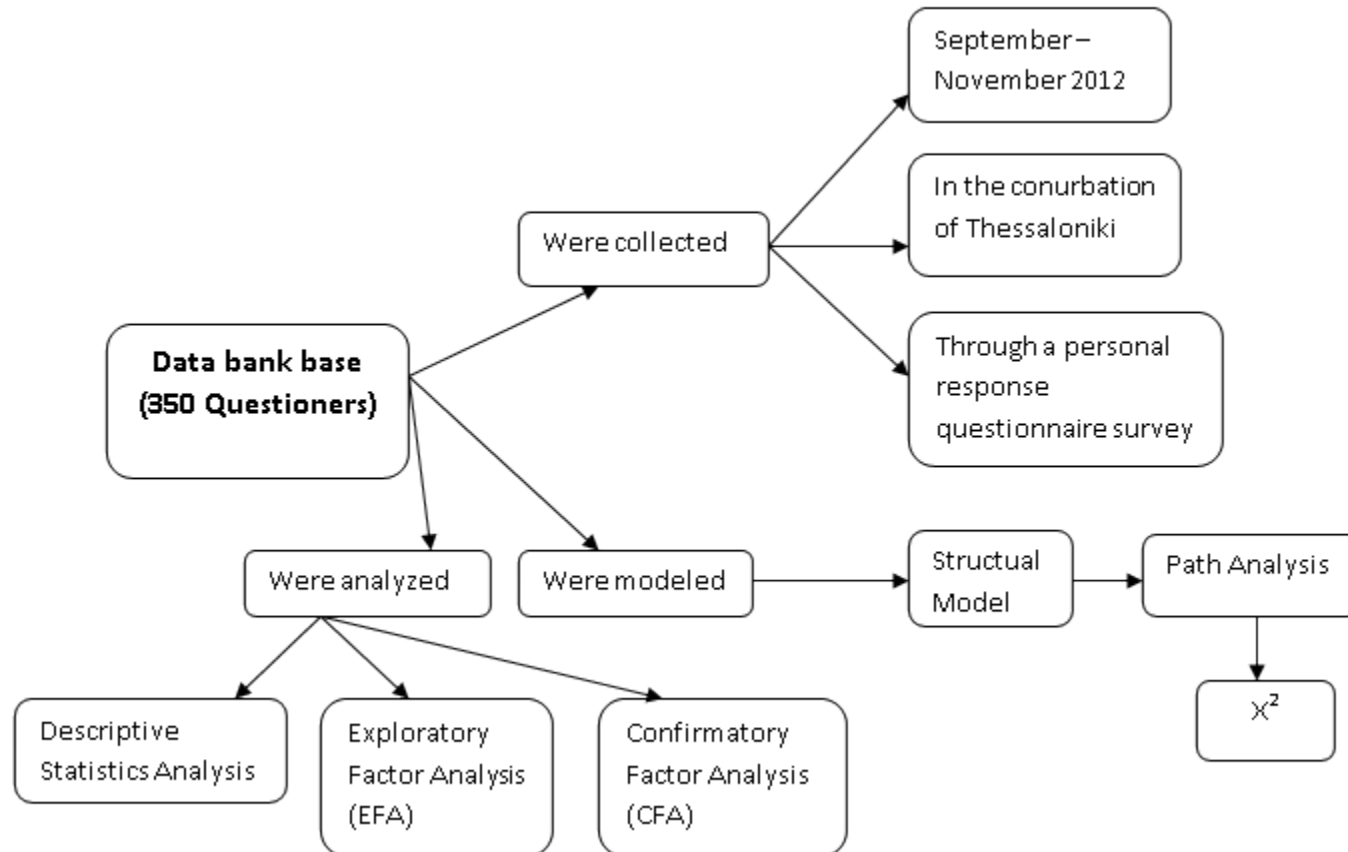 September –
November 2012
In the conurbation
of Thessaloniki
Were collected
Through a personal
response
questionnaire survey
Data bank base
(350 Questioners)
Were analyzed
Were modeled
Structual
Model
Path Analysis
X²
Descriptive
Statistics Analysis
Exploratory
Factor Analysis
(EFA)
Confirmatory
Factor Analysis
(CFA)